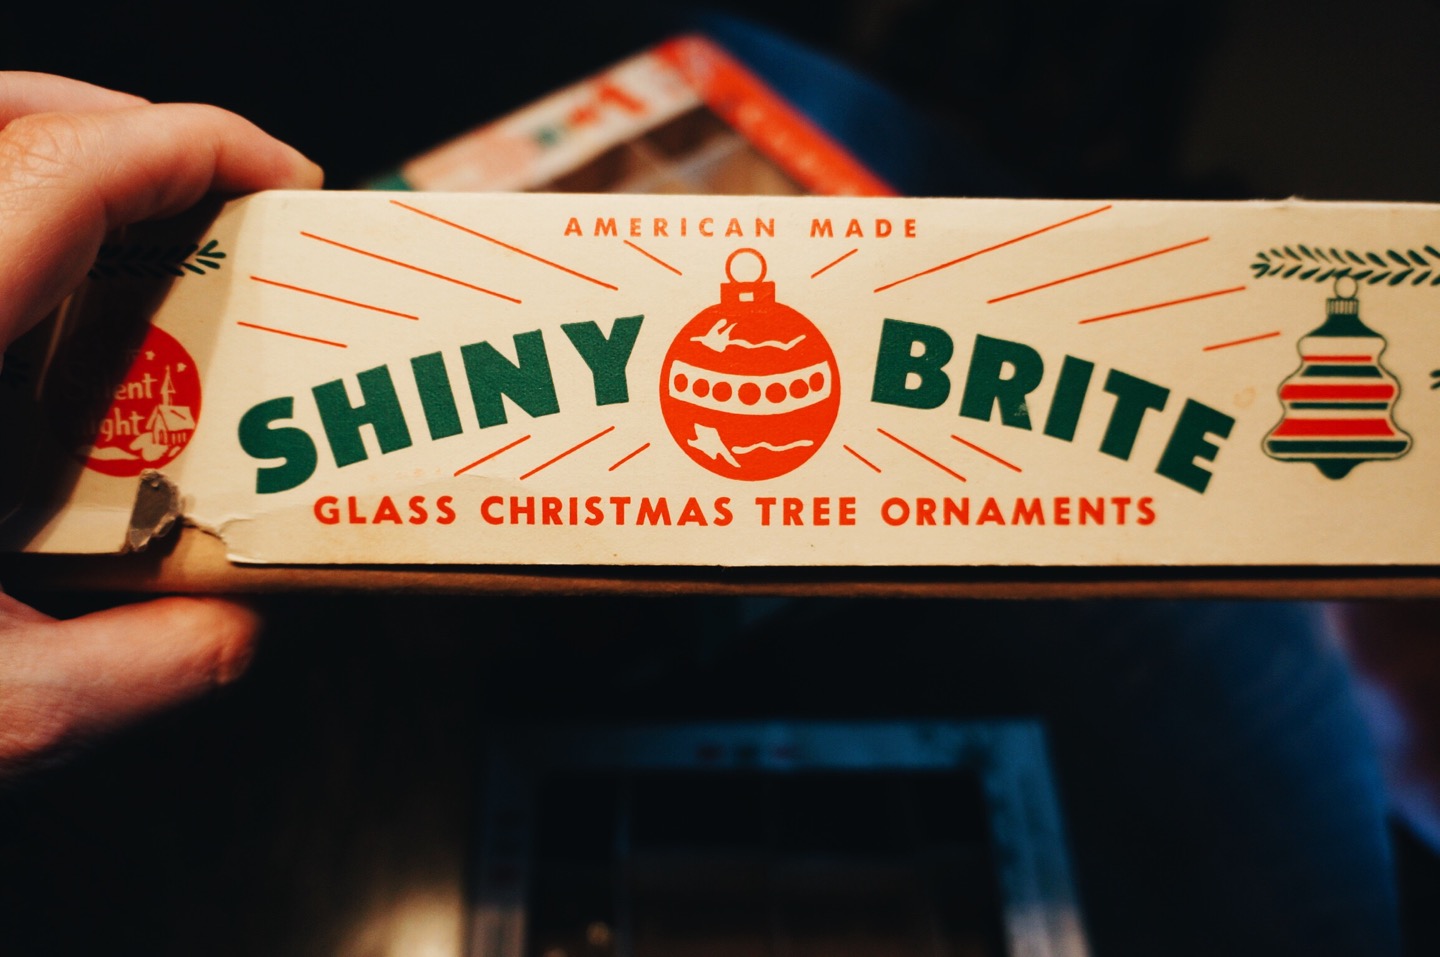 AMERICAN MADE
SHINY BRITE
GLASS CHRISTMAS TREE ORNAMENTS